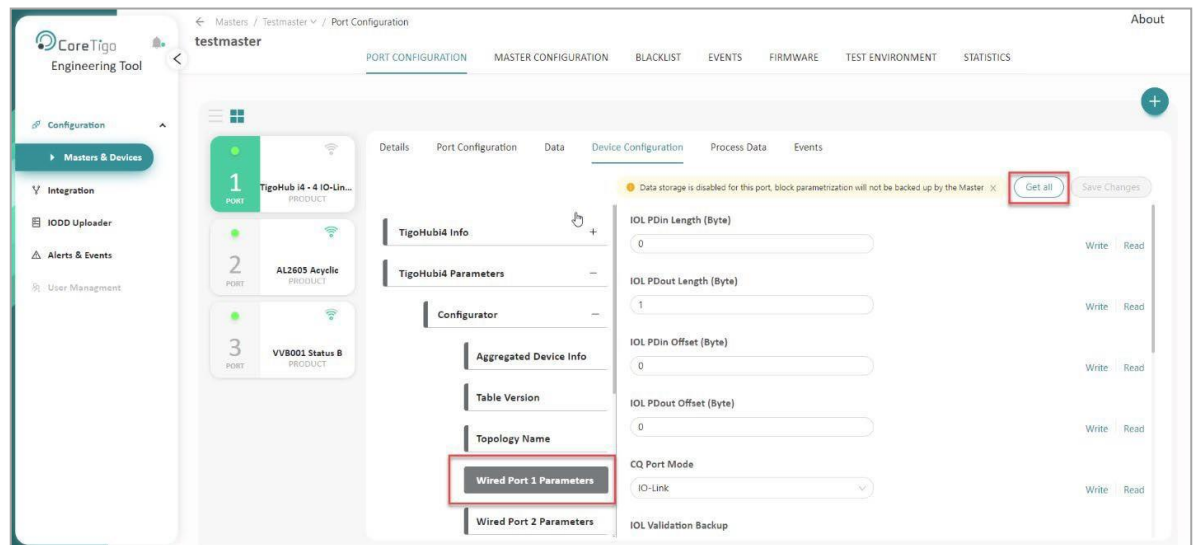 ← Masters / Testmaster / Port Configuration
About
CoreTigo
Engineering Tool
testmaster
PORT CONFIGURATION MASTER CONFIGURATION BLACKLIST EVENTS FIRMWARE TEST ENVIRONMENT STATISTICS
Configuration
Masters & Devices
Integration
IODD Uploader
Alerts & Events
User Managment
1
PORT
TigoHub i4 - 4 IO-Lin...
PRODUCT
2
PORT
AL2605 Acyclic
PRODUCT
3
PORT
VVB001 Status B
PRODUCT
Details Port Configuration Data Device Configuration Process Data Events
Data storage is disabled for this port, block parametrization will not be backed up by the Master ×
Get all
Save Changes
TigoHubi4 Info +
TigoHubi4 Parameters −
Configurator −
Aggregated Device Info
Table Version
Topology Name
Wired Port 1 Parameters
Wired Port 2 Parameters
IOL PDin Length (Byte)
0 Write Read
IOL PDout Length (Byte)
1 Write Read
IOL PDin Offset (Byte)
0 Write Read
IOL PDout Offset (Byte)
0 Write Read
CQ Port Mode
IO-Link Write Read
IOL Validation Backup